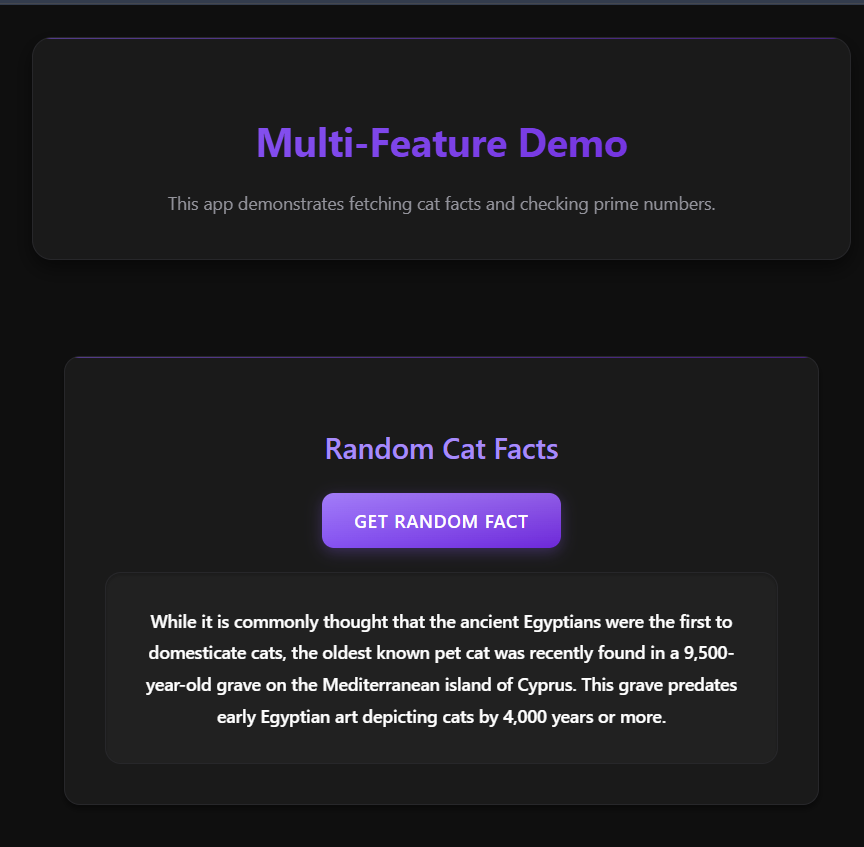 Multi-Feature Demo
This app demonstrates fetching cat facts and checking prime numbers.
Random Cat Facts
GET RANDOM FACT
While it is commonly thought that the ancient Egyptians were the first to
domesticate cats, the oldest known pet cat was recently found in a 9,500-
year-old grave on the Mediterranean island of Cyprus. This grave predates
early Egyptian art depicting cats by 4,000 years or more.